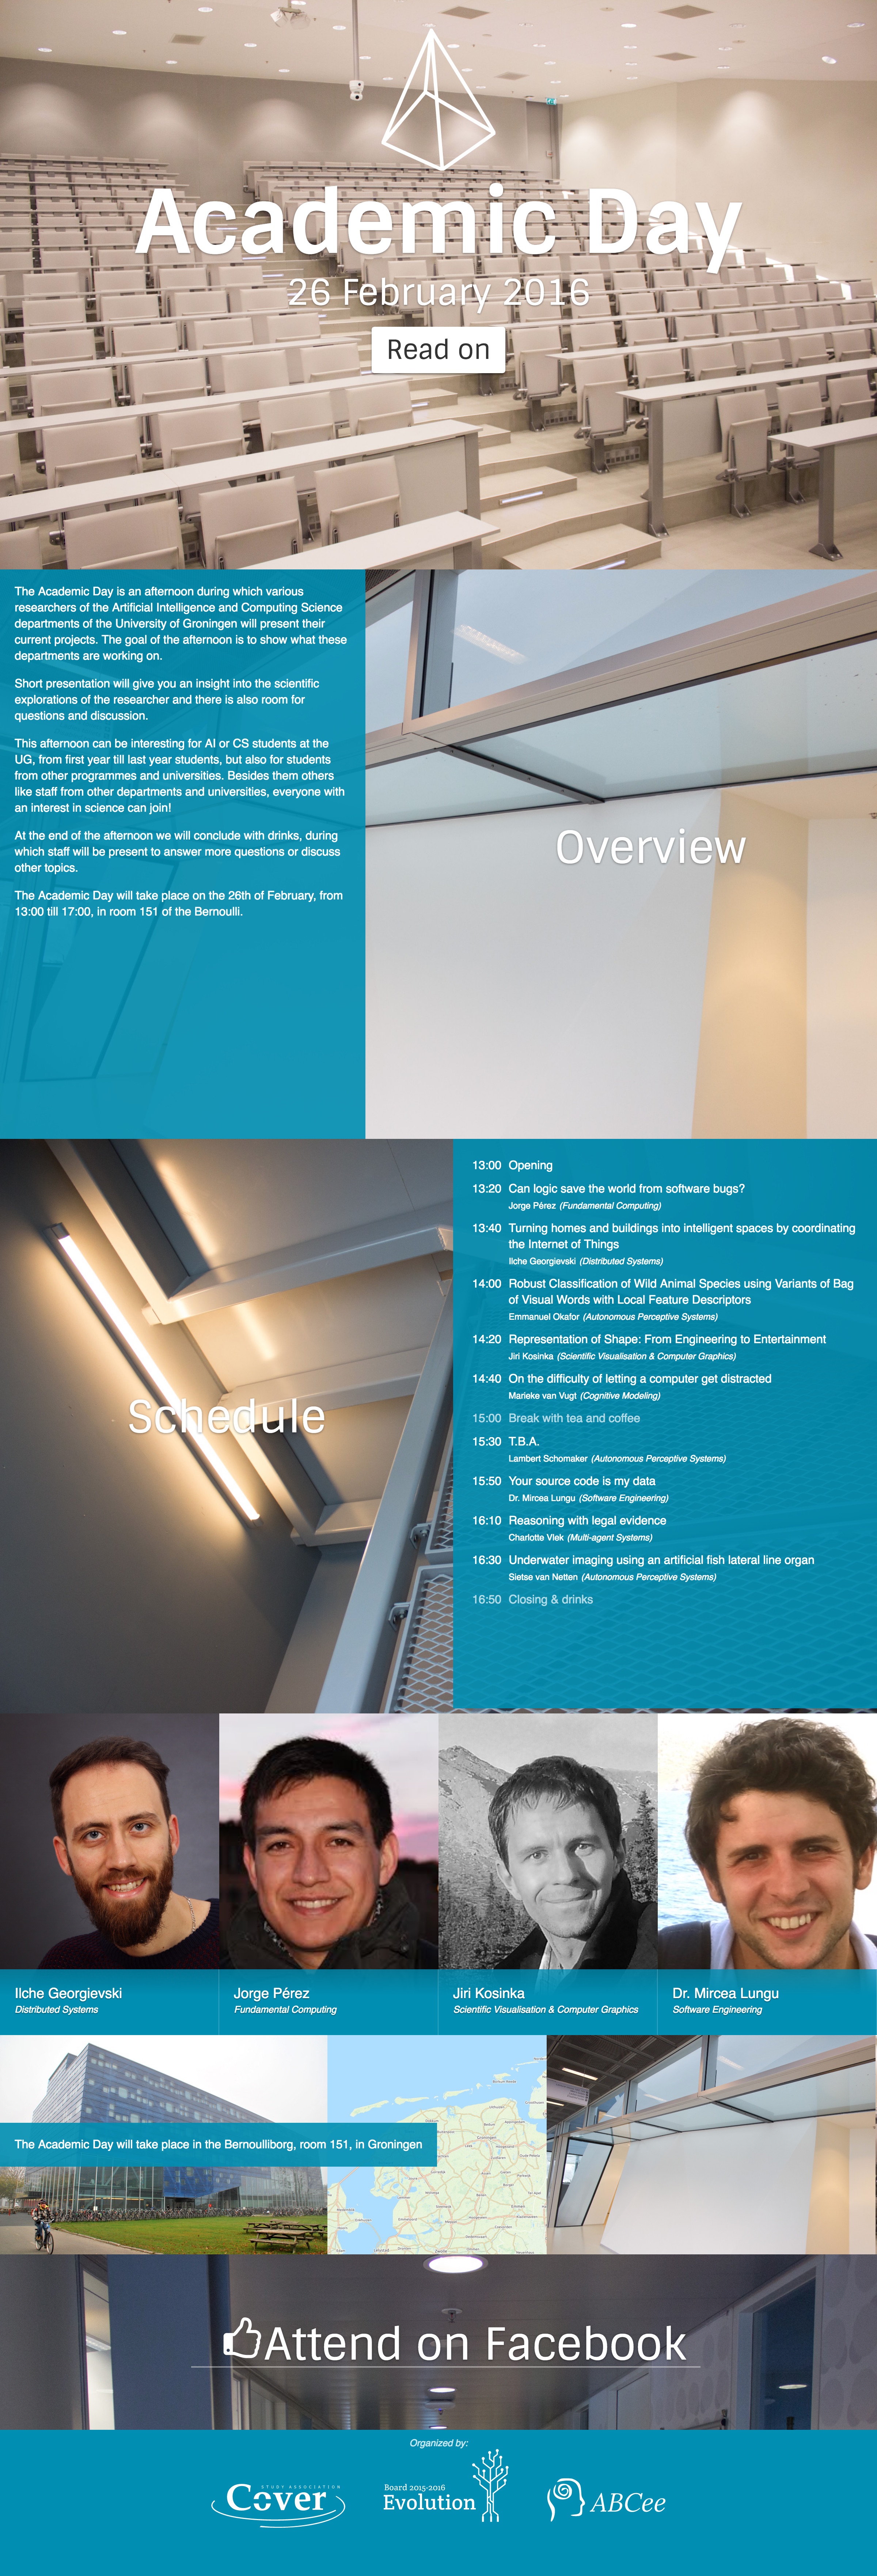 Academic Day
26 February 2016
Read on
The Academic Day is an afternoon during which various
researchers of the Artificial Intelligence and Computing Science
departments of the University of Groningen will present their
current projects. The goal of the afternoon is to show what these
departments are working on.
Short presentation will give you an insight into the scientific
explorations of the researcher and there is also room for
questions and discussion.
This afternoon can be interesting for AI or CS students at the
UG, from first year till last year students, but also for students
from other programmes and universities. Besides them others
like staff from other departments and universities, everyone with
an interest in science can join!
At the end of the afternoon we will conclude with drinks, during
which staff will be present to answer more questions or discuss
other topics.
The Academic Day will take place on the 26th of February, from
13:00 till 17:00, in room 151 of the Bernoulli.
Overview
Schedule
13:00 Opening
13:20 Can logic save the world from software bugs?
Jorge Pérez (Fundamental Computing)
13:40 Turning homes and buildings into intelligent spaces by coordinating
the Internet of Things
Ilche Georgievski (Distributed Systems)
14:00 Robust Classification of Wild Animal Species using Variants of Bag
of Visual Words with Local Feature Descriptors
Emmanuel Okafor (Autonomous Perceptive Systems)
14:20 Representation of Shape: From Engineering to Entertainment
Jiri Kosinka (Scientific Visualisation & Computer Graphics)
14:40 On the difficulty of letting a computer get distracted
Marieke van Vugt (Cognitive Modeling)
15:00 Break with tea and coffee
15:30 T.B.A.
Lambert Schomaker (Autonomous Perceptive Systems)
15:50 Your source code is my data
Dr. Mircea Lungu (Software Engineering)
16:10 Reasoning with legal evidence
Charlotte Vlek (Multi-agent Systems)
16:30 Underwater imaging using an artificial fish lateral line organ
Sietse van Netten (Autonomous Perceptive Systems)
16:50 Closing & drinks
Ilche Georgievski
Distributed Systems
Jorge Pérez
Fundamental Computing
Jiri Kosinka
Scientific Visualisation & Computer Graphics
Dr. Mircea Lungu
Software Engineering
The Academic Day will take place in the Bernoulliborg, room 151, in Groningen
Attend on Facebook
Organized by:
STUDY ASSOCIATION
Cover
Board 2015-2016
Evolution
ABCee